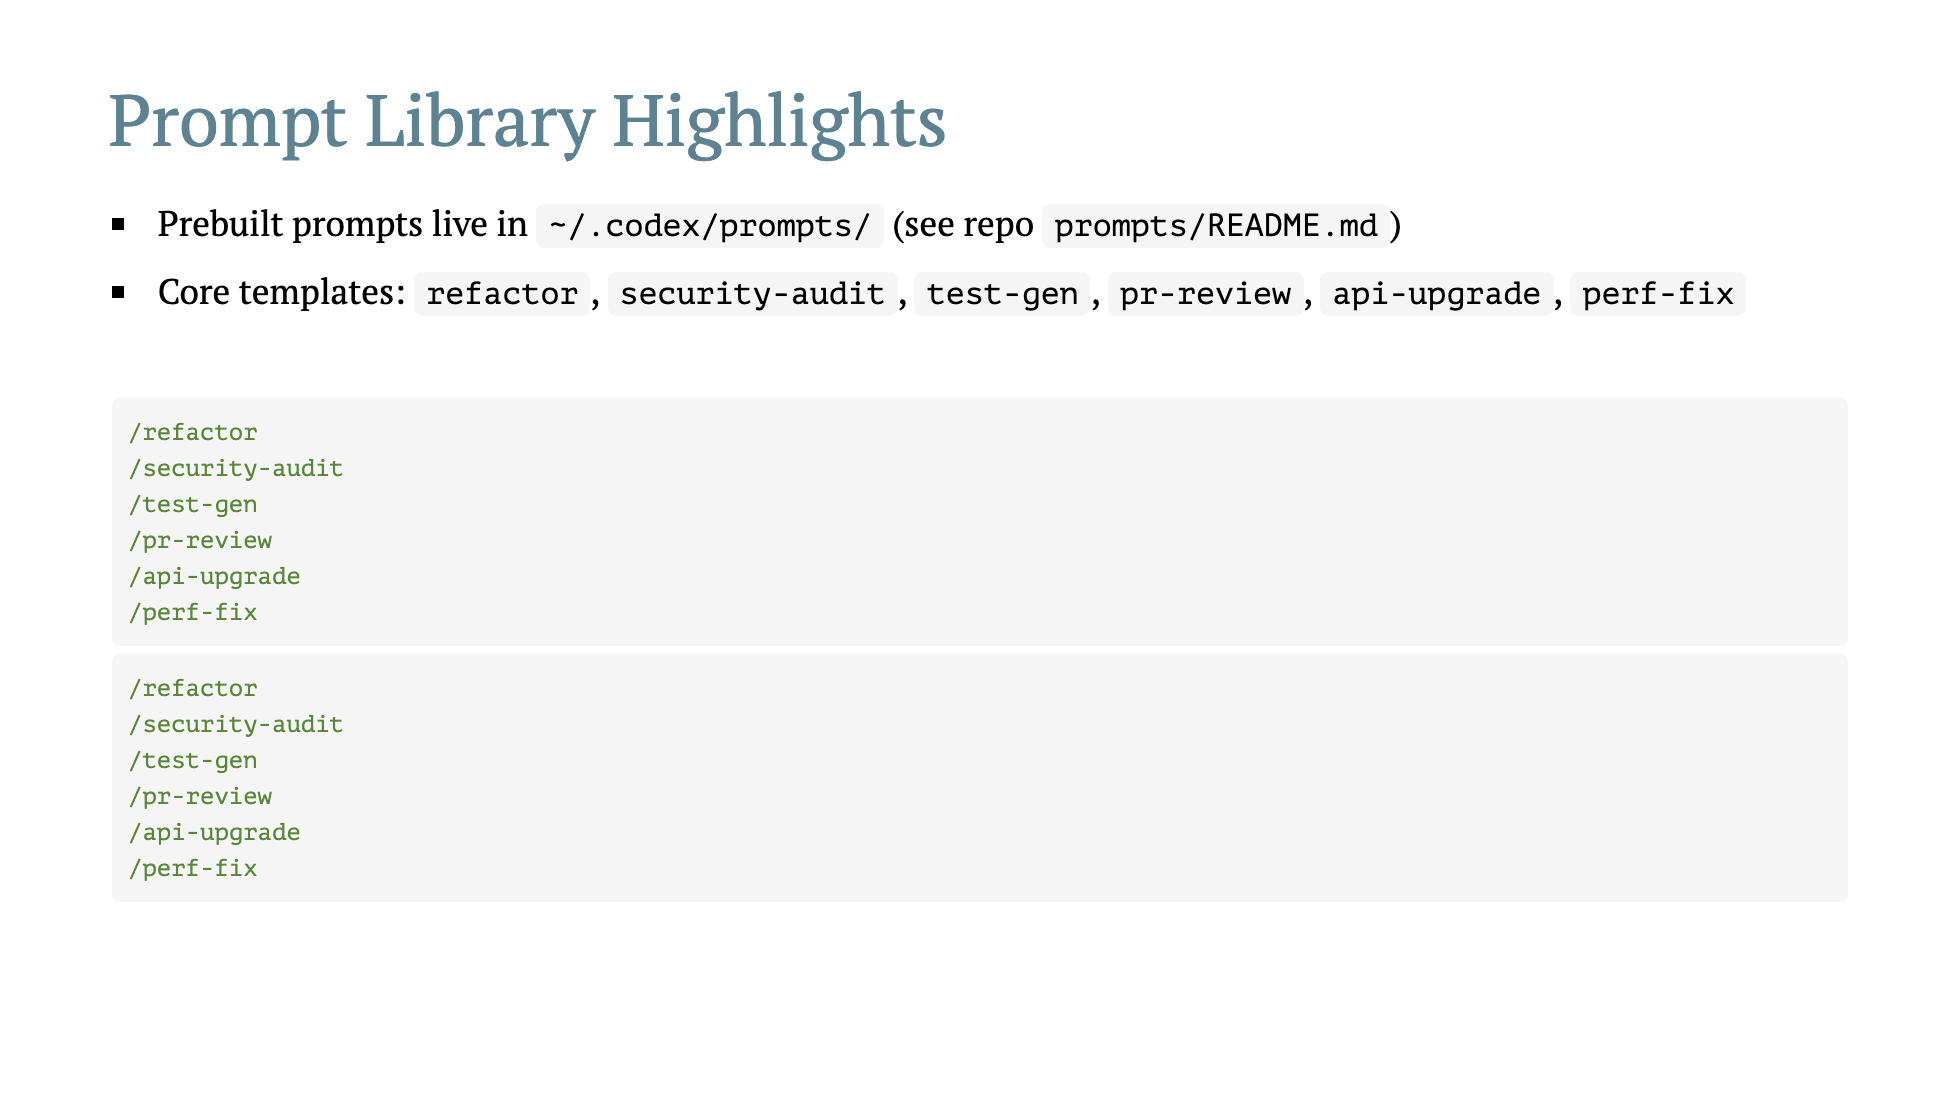 Prompt Library Highlights
▪ Prebuilt prompts live in ~/.codex/prompts/ (see repo prompts/README.md)
▪ Core templates: refactor, security-audit, test-gen, pr-review, api-upgrade, perf-fix
/refactor
/security-audit
/test-gen
/pr-review
/api-upgrade
/perf-fix
/refactor
/security-audit
/test-gen
/pr-review
/api-upgrade
/perf-fix